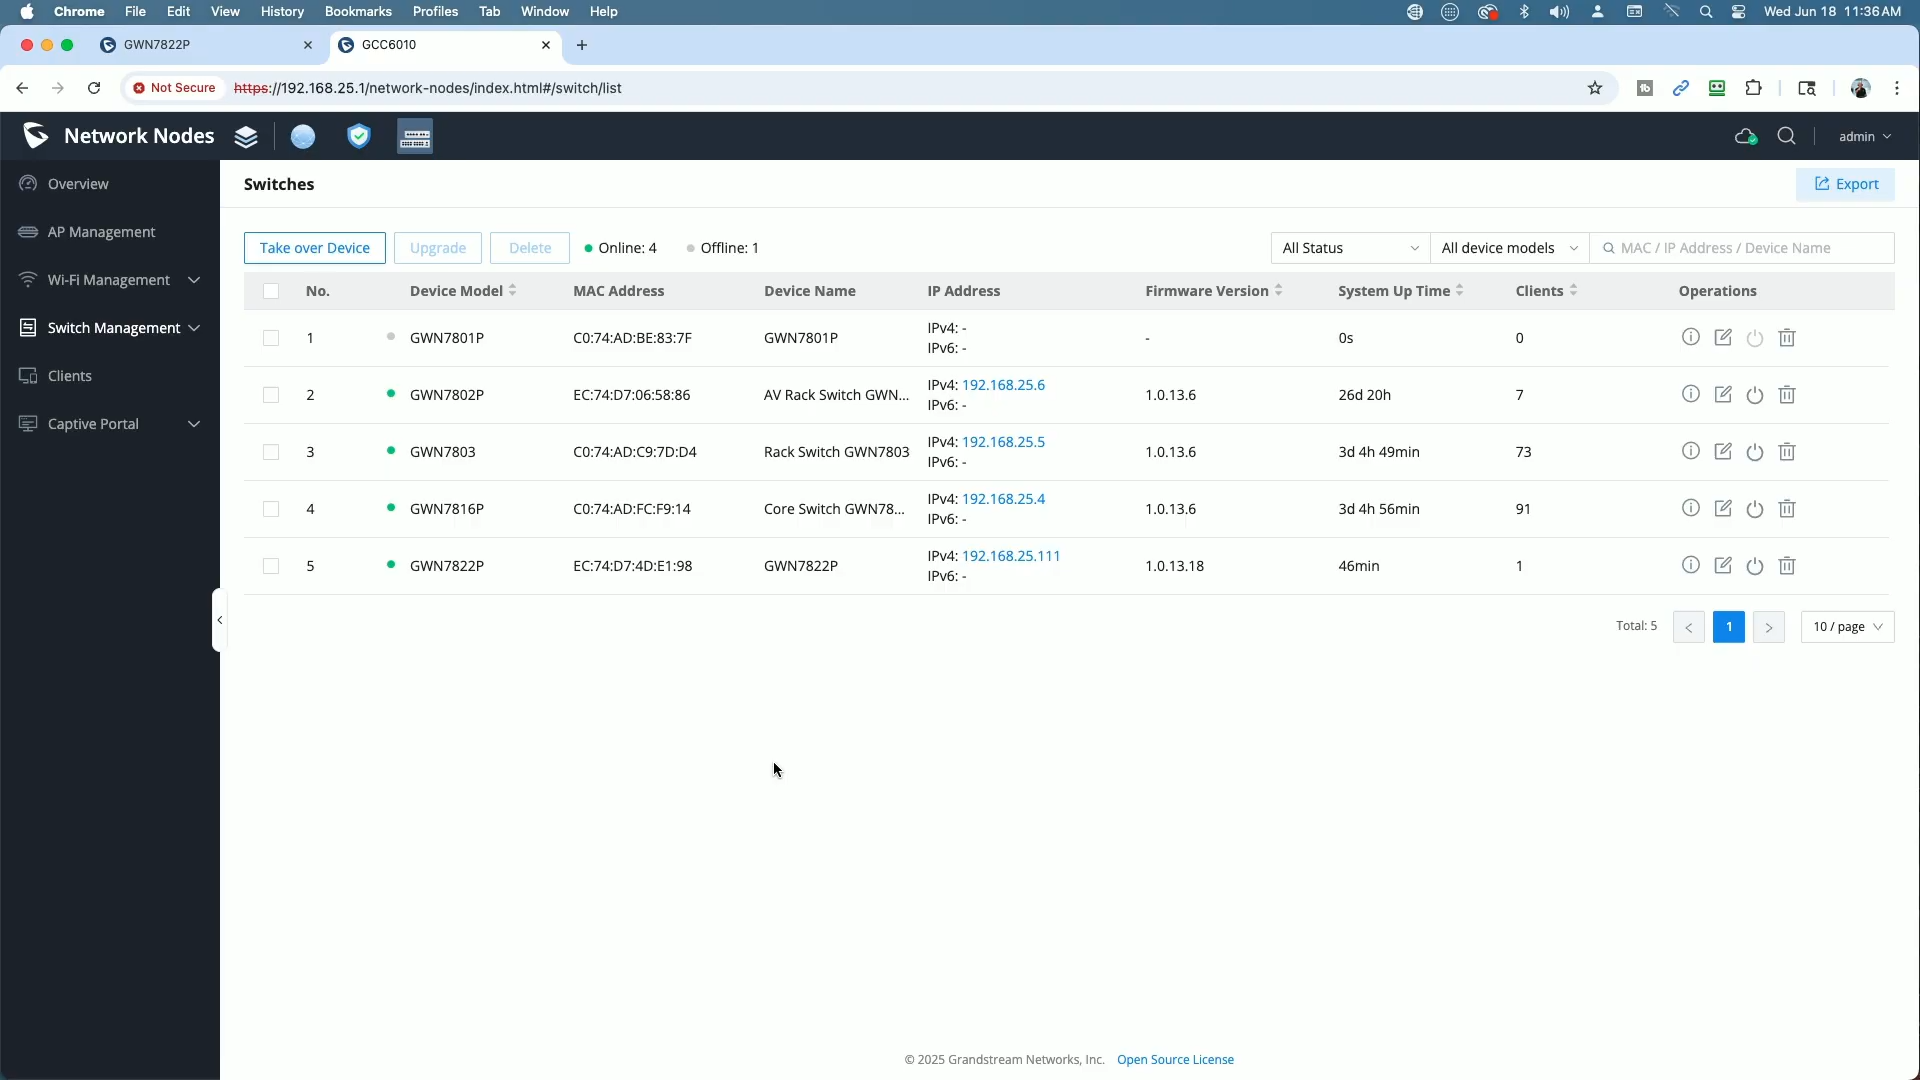 Chrome File Edit View History Bookmarks Profiles Tab Window Help Wed Jun 18 11:36 AM
GWN7822P GCC6010
Not Secure https://192.168.25.1/network-nodes/index.html#/switch/list
Network Nodes admin
Overview
AP Management
Wi-Fi Management
Switch Management
Clients
Captive Portal
Switches Export
Take over Device Upgrade Delete Online: 4 Offline: 1 All Status All device models MAC / IP Address / Device Name
No. Device Model MAC Address Device Name IP Address Firmware Version System Up Time Clients Operations
1 GWN7801P C0:74:AD:BE:83:7F GWN7801P IPv4: - - 0s 0
IPv6: -
2 GWN7802P EC:74:D7:06:58:86 AV Rack Switch GWN... IPv4: 192.168.25.6 1.0.13.6 26d 20h 7
IPv6: -
3 GWN7803 C0:74:AD:C9:7D:D4 Rack Switch GWN7803 IPv4: 192.168.25.5 1.0.13.6 3d 4h 49min 73
IPv6: -
4 GWN7816P C0:74:AD:FC:F9:14 Core Switch GWN78... IPv4: 192.168.25.4 1.0.13.6 3d 4h 56min 91
IPv6: -
5 GWN7822P EC:74:D7:4D:E1:98 GWN7822P IPv4: 192.168.25.111 1.0.13.18 46min 1
IPv6: -
Total: 5 < 1 > 10 / page
© 2025 Grandstream Networks, Inc. Open Source License